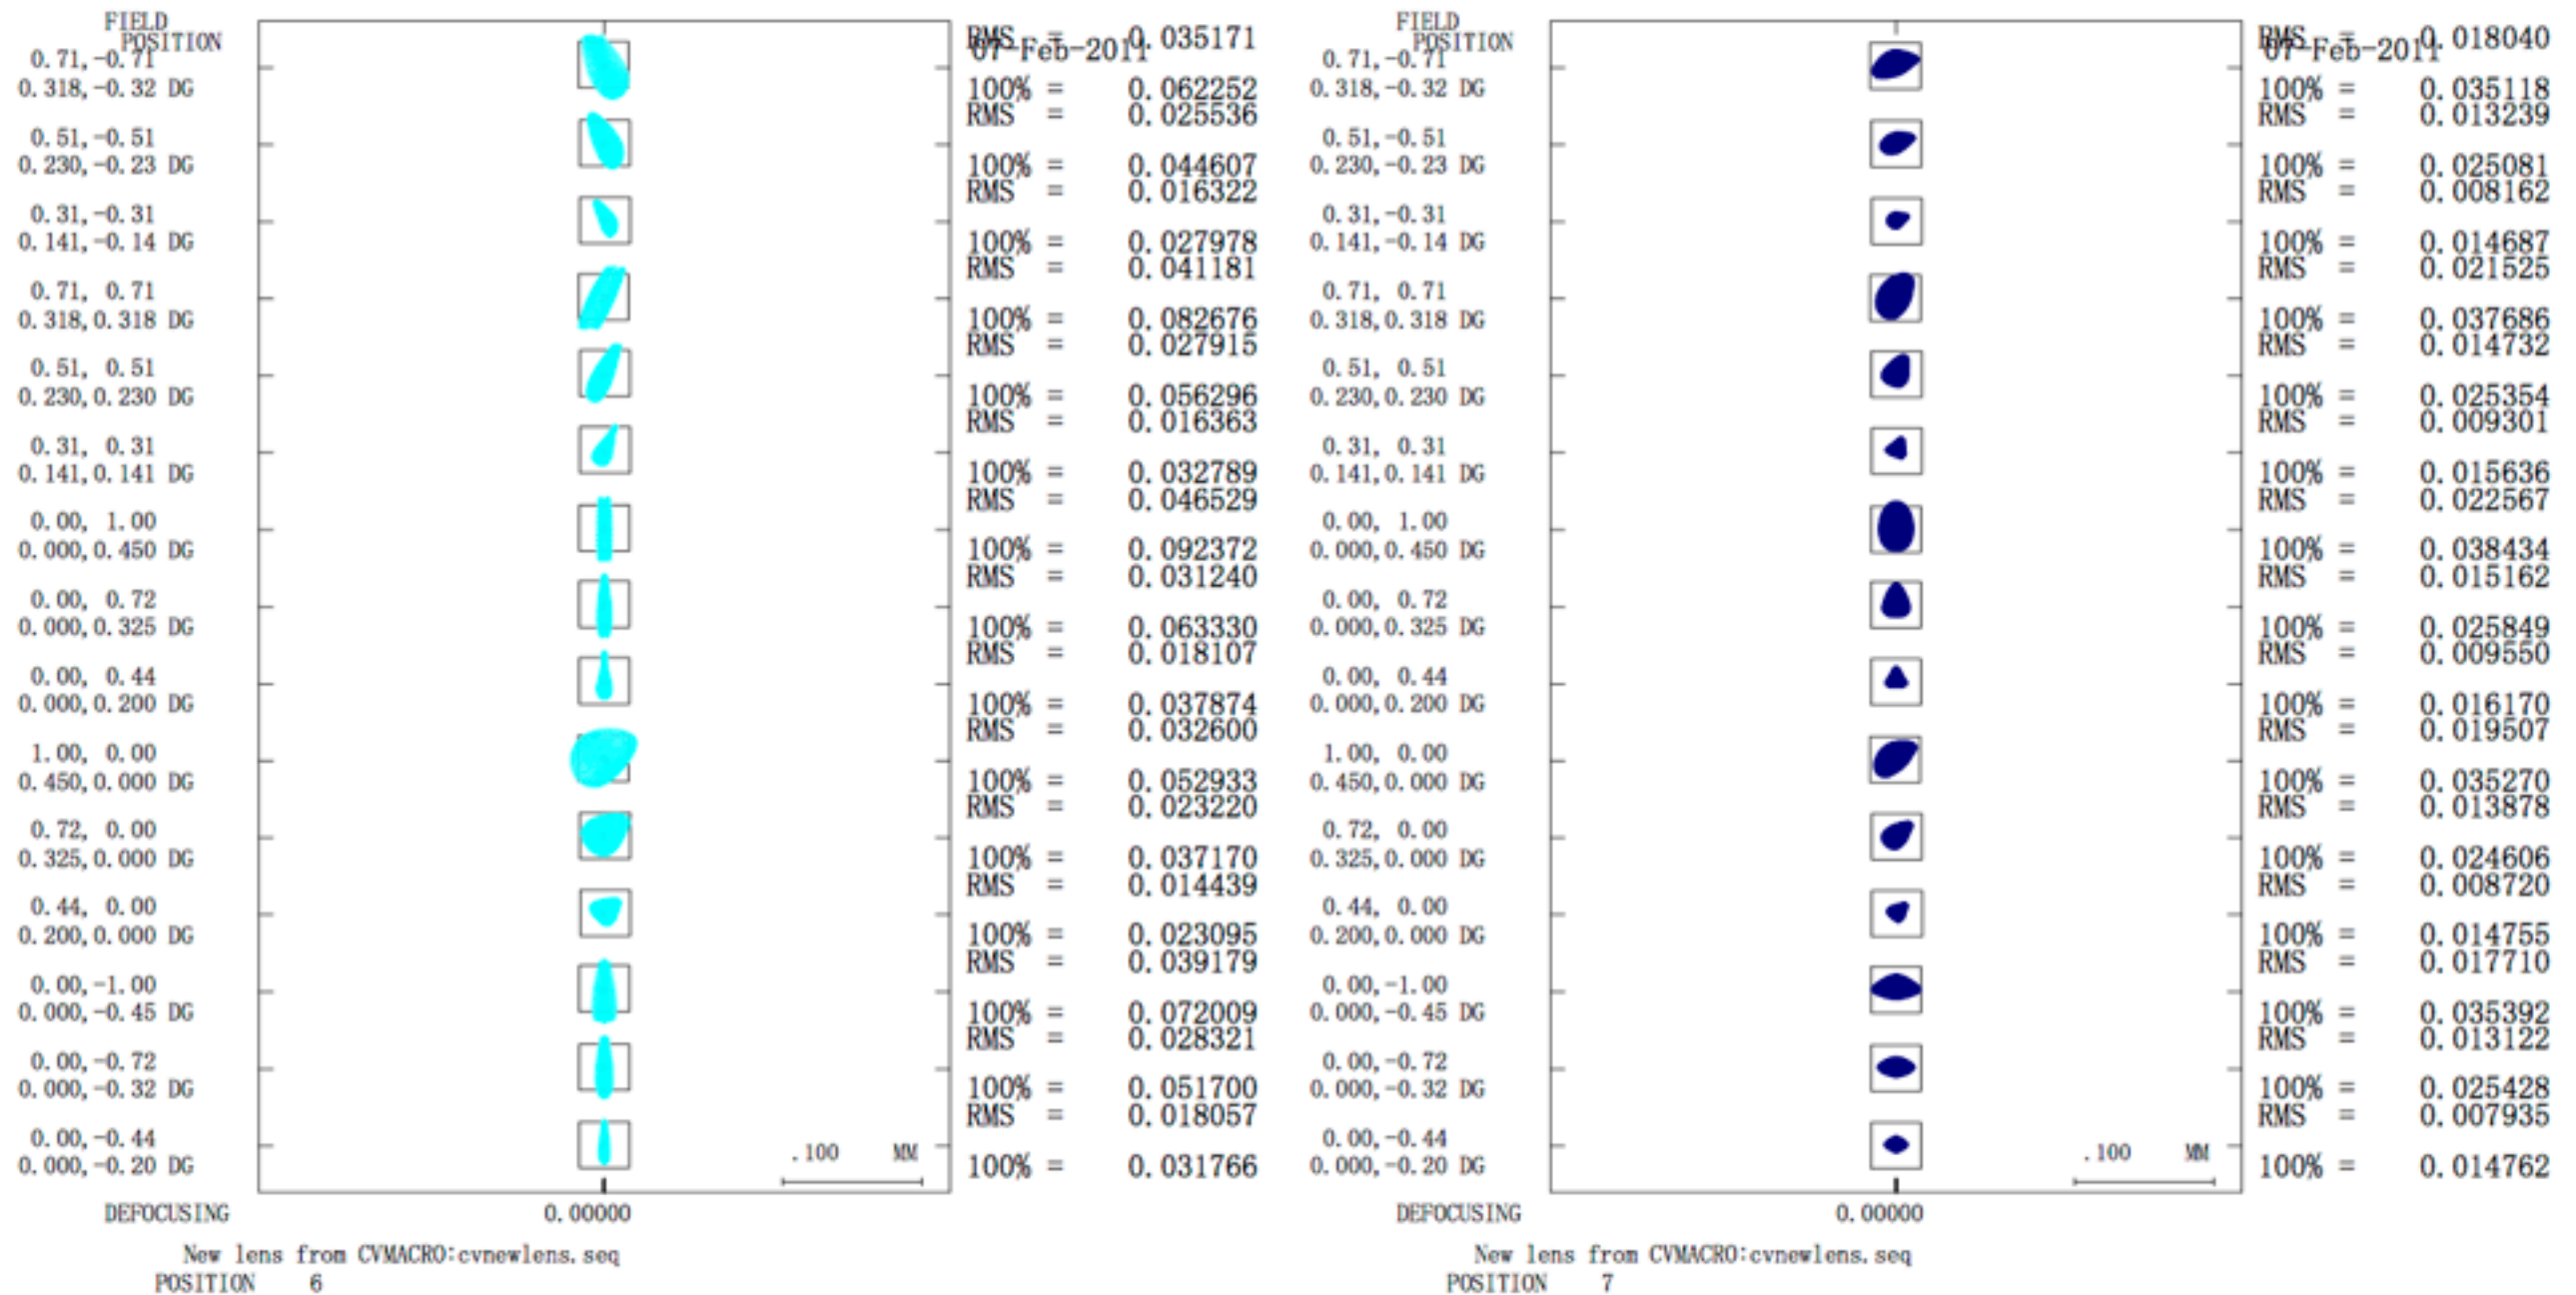 FIELD
POSITION
0.71,-0.71
0.318,-0.32 DG
0.51,-0.51
0.230,-0.23 DG
0.31,-0.31
0.141,-0.14 DG
0.71, 0.71
0.318,0.318 DG
0.51, 0.51
0.230,0.230 DG
0.31, 0.31
0.141,0.141 DG
0.00, 1.00
0.000,0.450 DG
0.00, 0.72
0.000,0.325 DG
0.00, 0.44
0.000,0.200 DG
1.00, 0.00
0.450,0.000 DG
0.72, 0.00
0.325,0.000 DG
0.44, 0.00
0.200,0.000 DG
0.00,-1.00
0.000,-0.45 DG
0.00,-0.72
0.000,-0.32 DG
0.00,-0.44
0.000,-0.20 DG
.100 MM
DEFOCUSING 0.00000
New lens from CVMACRO:cvnewlens.seq
POSITION 6
RMS = 0.035171
07-Feb-2011
100% = 0.062252
RMS = 0.025536
100% = 0.044607
RMS = 0.016322
100% = 0.027978
RMS = 0.041181
100% = 0.082676
RMS = 0.027915
100% = 0.056296
RMS = 0.016363
100% = 0.032789
RMS = 0.046529
100% = 0.092372
RMS = 0.031240
100% = 0.063330
RMS = 0.018107
100% = 0.037874
RMS = 0.032600
100% = 0.052933
RMS = 0.023220
100% = 0.037170
RMS = 0.014439
100% = 0.023095
RMS = 0.039179
100% = 0.072009
RMS = 0.028321
100% = 0.051700
RMS = 0.018057
100% = 0.031766
FIELD
POSITION
0.71,-0.71
0.318,-0.32 DG
0.51,-0.51
0.230,-0.23 DG
0.31,-0.31
0.141,-0.14 DG
0.71, 0.71
0.318,0.318 DG
0.51, 0.51
0.230,0.230 DG
0.31, 0.31
0.141,0.141 DG
0.00, 1.00
0.000,0.450 DG
0.00, 0.72
0.000,0.325 DG
0.00, 0.44
0.000,0.200 DG
1.00, 0.00
0.450,0.000 DG
0.72, 0.00
0.325,0.000 DG
0.44, 0.00
0.200,0.000 DG
0.00,-1.00
0.000,-0.45 DG
0.00,-0.72
0.000,-0.32 DG
0.00,-0.44
0.000,-0.20 DG
.100 MM
DEFOCUSING 0.00000
New lens from CVMACRO:cvnewlens.seq
POSITION 7
RMS = 0.018040
07-Feb-2011
100% = 0.035118
RMS = 0.013239
100% = 0.025081
RMS = 0.008162
100% = 0.014687
RMS = 0.021525
100% = 0.037686
RMS = 0.014732
100% = 0.025354
RMS = 0.009301
100% = 0.015636
RMS = 0.022567
100% = 0.038434
RMS = 0.015162
100% = 0.025849
RMS = 0.009550
100% = 0.016170
RMS = 0.019507
100% = 0.035270
RMS = 0.013878
100% = 0.024606
RMS = 0.008720
100% = 0.014755
RMS = 0.017710
100% = 0.035392
RMS = 0.013122
100% = 0.025428
RMS = 0.007935
100% = 0.014762